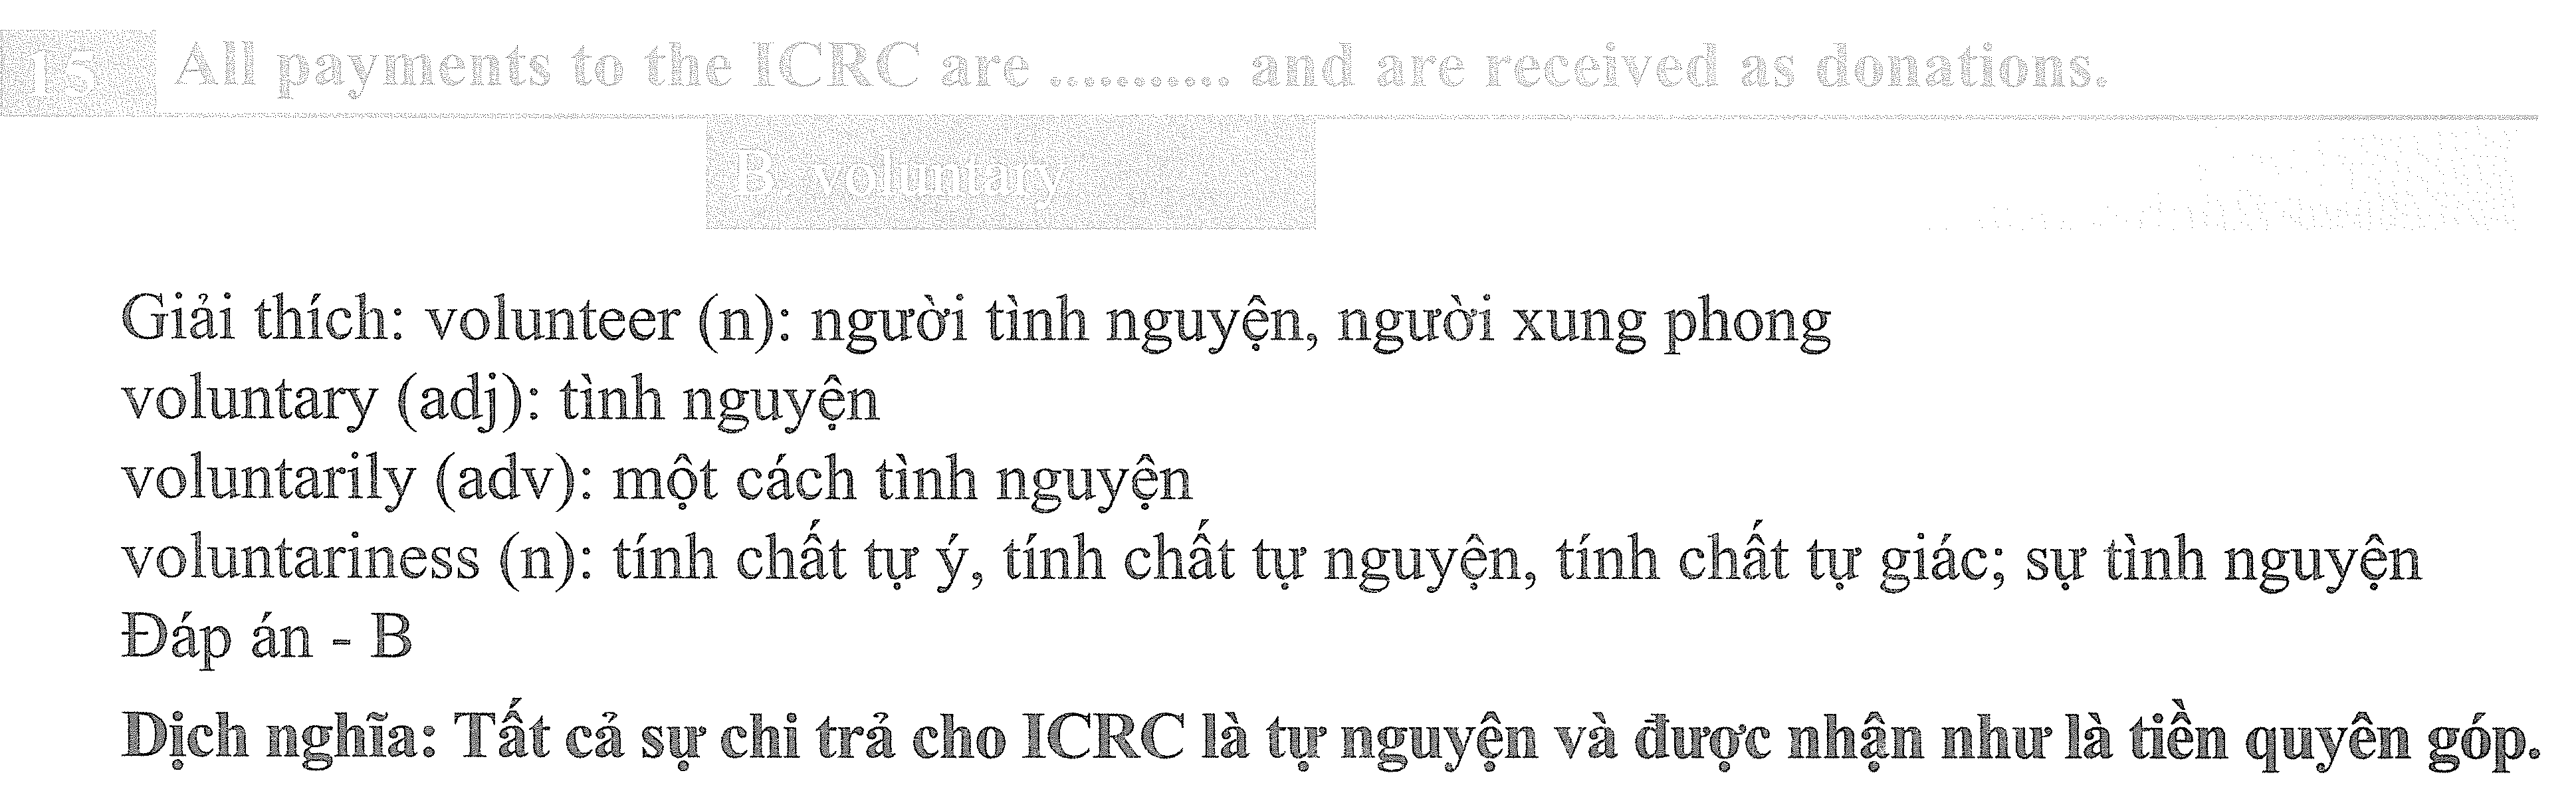 15 All payments to the ICRC are ........... and are received as donations.
B. voluntary
Giải thích: volunteer (n): người tình nguyện, người xung phong
voluntary (adj): tình nguyện
voluntarily (adv): một cách tình nguyện
voluntariness (n): tính chất tự ý, tính chất tự nguyện, tính chất tự giác; sự tình nguyện
Đáp án - B
Dịch nghĩa: Tất cả sự chi trả cho ICRC là tự nguyện và được nhận như là tiền quyên góp.